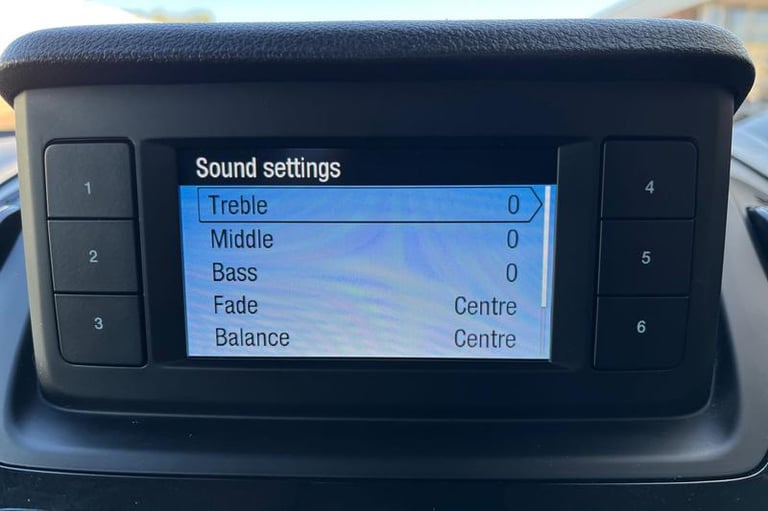 Sound settings
Treble 0
Middle 0
Bass 0
Fade Centre
Balance Centre
1
2
3
4
5
6